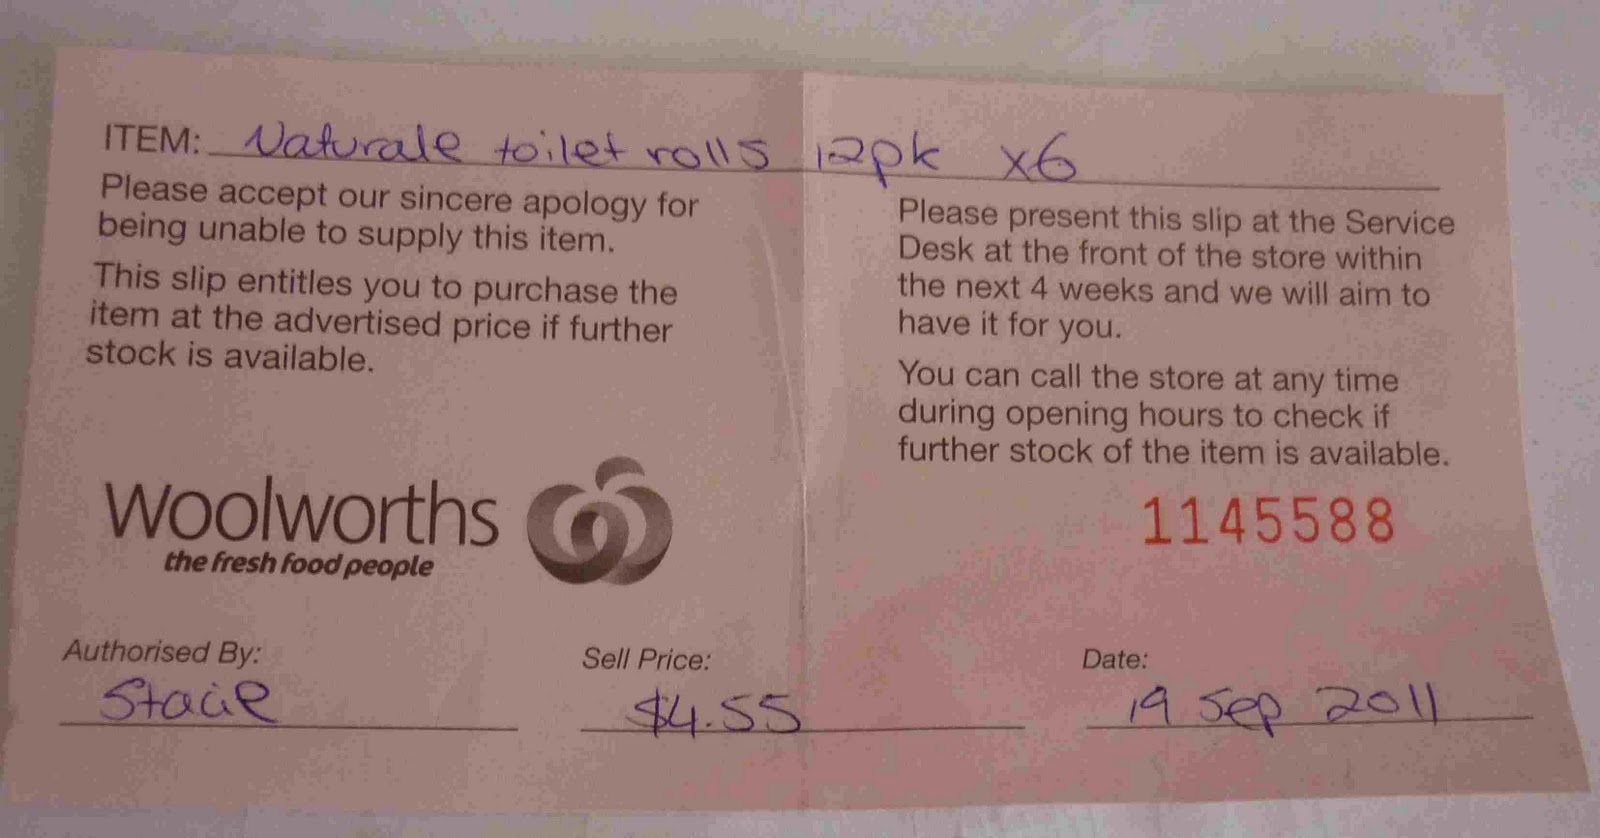 ITEM: Naturale toilet rolls 12pk x6
Please accept our sincere apology for
being unable to supply this item.
This slip entitles you to purchase the
item at the advertised price if further
stock is available.
Please present this slip at the Service
Desk at the front of the store within
the next 4 weeks and we will aim to
have it for you.
You can call the store at any time
during opening hours to check if
further stock of the item is available.
Woolworths
the fresh food people
1145588
Authorised By:
Stacie
Sell Price:
$4.55
Date:
19 Sep 2011